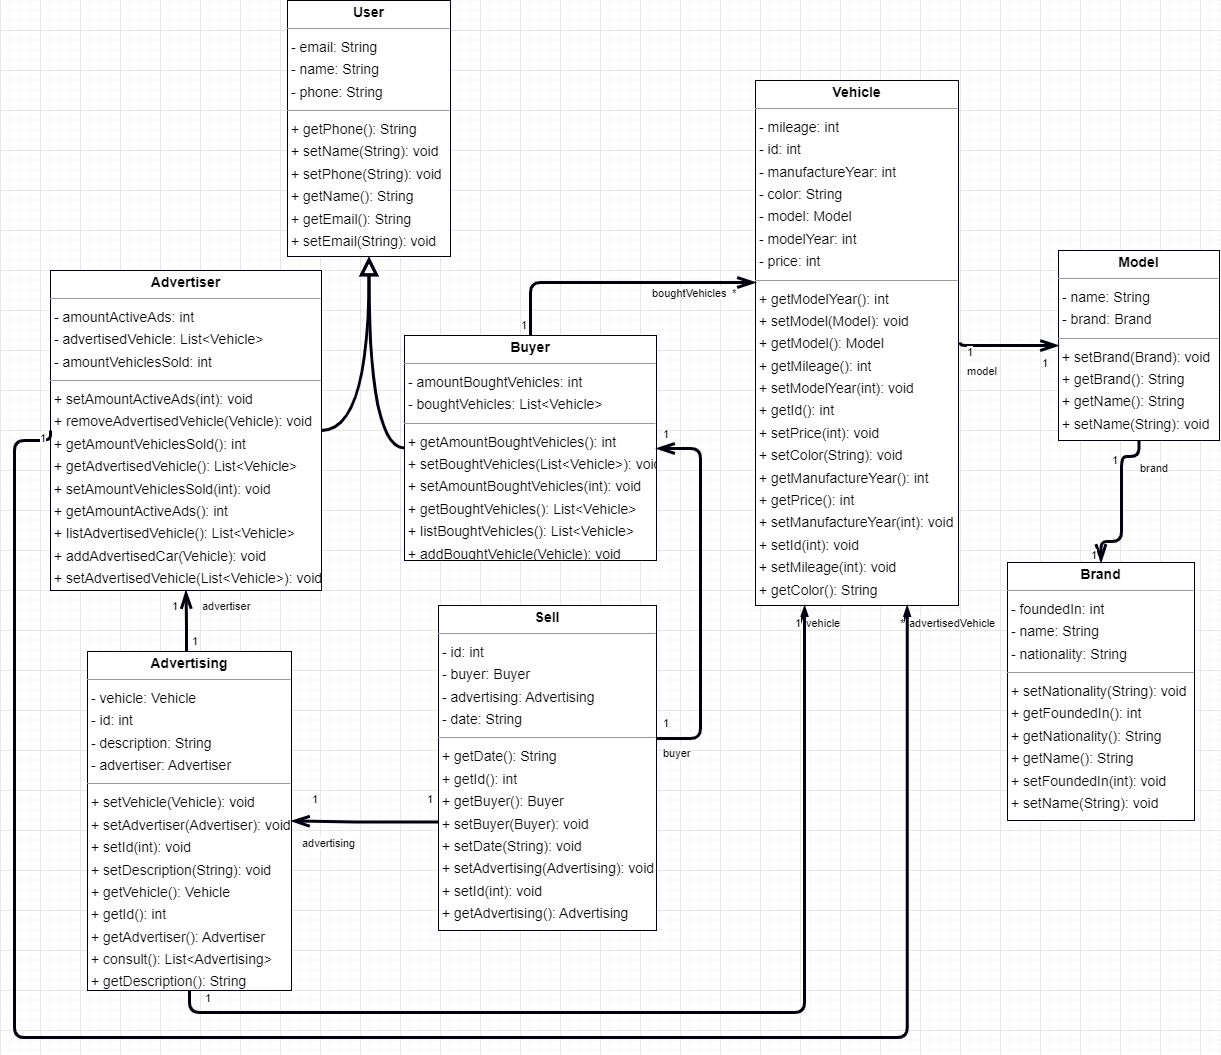 User
- email: String
- name: String
- phone: String
+ getPhone(): String
+ setName(String): void
+ setPhone(String): void
+ getName(): String
+ getEmail(): String
+ setEmail(String): void
Advertiser
- amountActiveAds: int
- advertisedVehicle: List<Vehicle>
- amountVehiclesSold: int
+ setAmountActiveAds(int): void
+ removeAdvertisedVehicle(Vehicle): void
+ getAmountVehiclesSold(): int
+ getAdvertisedVehicle(): List<Vehicle>
+ setAmountVehiclesSold(int): void
+ getAmountActiveAds(): int
+ listAdvertisedVehicle(): List<Vehicle>
+ addAdvertisedCar(Vehicle): void
+ setAdvertisedVehicle(List<Vehicle>): void
1
1
advertiser
1
Buyer
- amountBoughtVehicles: int
- boughtVehicles: List<Vehicle>
+ getAmountBoughtVehicles(): int
+ setBoughtVehicles(List<Vehicle>): void
+ setAmountBoughtVehicles(int): void
+ getBoughtVehicles(): List<Vehicle>
+ listBoughtVehicles(): List<Vehicle>
+ addBoughtVehicle(Vehicle): void
1
boughtVehicles *
1
Vehicle
- mileage: int
- id: int
- manufactureYear: int
- color: String
- model: Model
- modelYear: int
- price: int
+ getModelYear(): int
+ setModel(Model): void
+ getModel(): Model
+ getMileage(): int
+ setModelYear(int): void
+ getId(): int
+ setPrice(int): void
+ setColor(String): void
+ getManufactureYear(): int
+ getPrice(): int
+ setManufactureYear(int): void
+ setId(int): void
+ setMileage(int): void
+ getColor(): String
1 vehicle
* advertisedVehicle
1
model
1
Model
- name: String
- brand: Brand
+ setBrand(Brand): void
+ getBrand(): String
+ getName(): String
+ setName(String): void
1
brand
1
Brand
- foundedIn: int
- name: String
- nationality: String
+ setNationality(String): void
+ getFoundedIn(): int
+ getNationality(): String
+ getName(): String
+ setFoundedIn(int): void
+ setName(String): void
Advertising
- vehicle: Vehicle
- id: int
- description: String
- advertiser: Advertiser
+ setVehicle(Vehicle): void
+ setAdvertiser(Advertiser): void
+ setId(int): void
+ setDescription(String): void
+ getVehicle(): Vehicle
+ getId(): int
+ getAdvertiser(): Advertiser
+ consult(): List<Advertising>
+ getDescription(): String
1
1
1
advertising
Sell
- id: int
- buyer: Buyer
- advertising: Advertising
- date: String
+ getDate(): String
+ getId(): int
+ getBuyer(): Buyer
+ setBuyer(Buyer): void
+ setDate(String): void
+ setAdvertising(Advertising): void
+ setId(int): void
+ getAdvertising(): Advertising
1
buyer